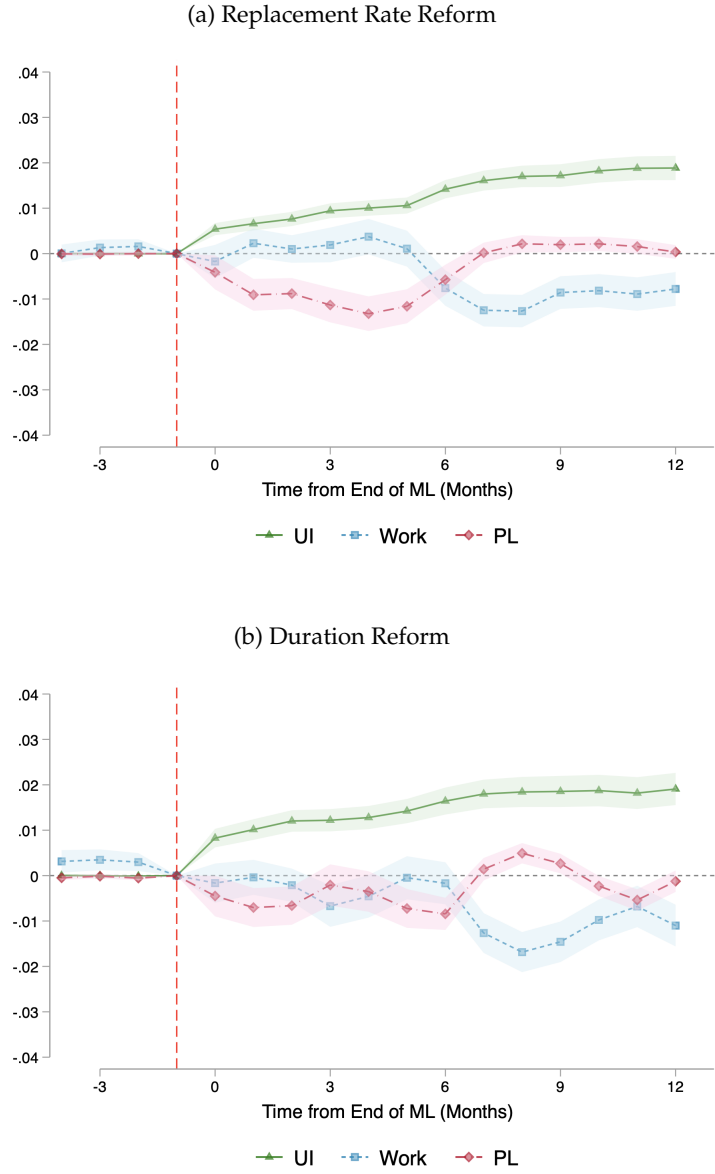 (a) Replacement Rate Reform
.04
.03
.02
.01
0
-.01
-.02
-.03
-.04
-3 0 3 6 9 12
Time from End of ML (Months)
UI Work PL
(b) Duration Reform
.04
.03
.02
.01
0
-.01
-.02
-.03
-.04
-3 0 3 6 9 12
Time from End of ML (Months)
UI Work PL